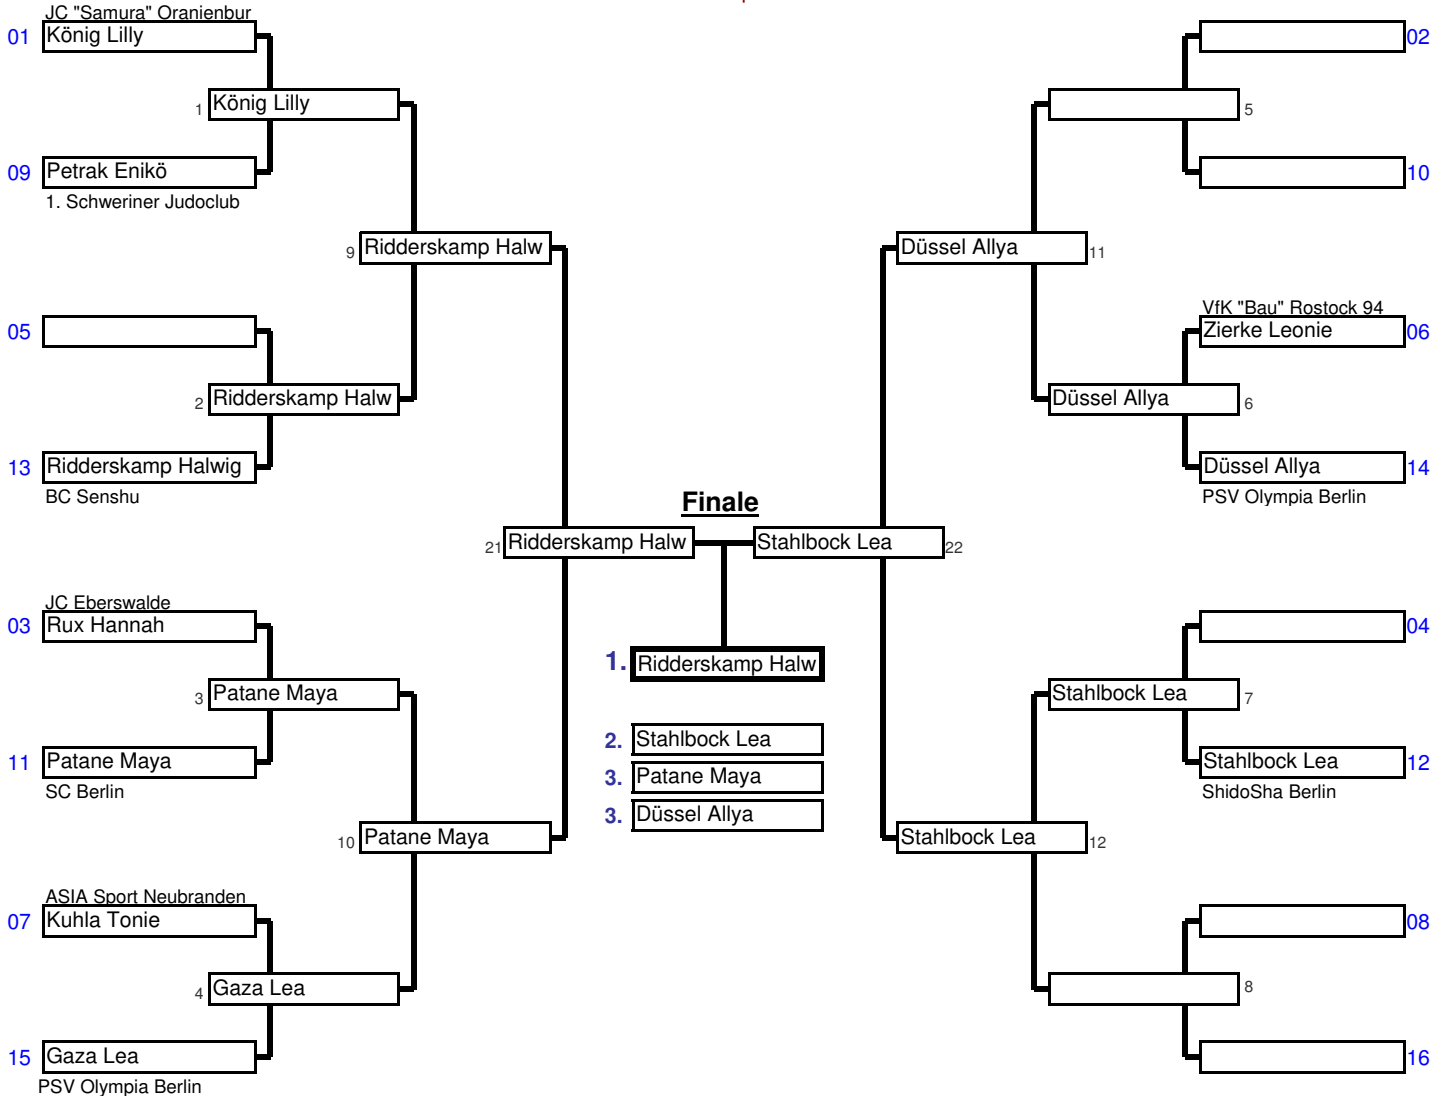 JC "Samura" Oranienbur
01 König Lilly
02
1 König Lilly
5
09 Petrak Enikö
10
1. Schweriner Judoclub
9 Ridderskamp Halw
Düssel Allya 11
VfK "Bau" Rostock 94
05
Zierke Leonie 06
2 Ridderskamp Halw
Düssel Allya 6
13 Ridderskamp Halwig
Düssel Allya 14
BC Senshu
PSV Olympia Berlin
Finale
21 Ridderskamp Halw
Stahlbock Lea 22
JC Eberswalde
03 Rux Hannah
04
1. Ridderskamp Halw
3 Patane Maya
Stahlbock Lea 7
2. Stahlbock Lea
11 Patane Maya
Stahlbock Lea 12
3. Patane Maya
SC Berlin
ShidoSha Berlin
3. Düssel Allya
10 Patane Maya
Stahlbock Lea 12
ASIA Sport Neubranden
07 Kuhla Tonie
08
4 Gaza Lea
8
15 Gaza Lea
16
PSV Olympia Berlin